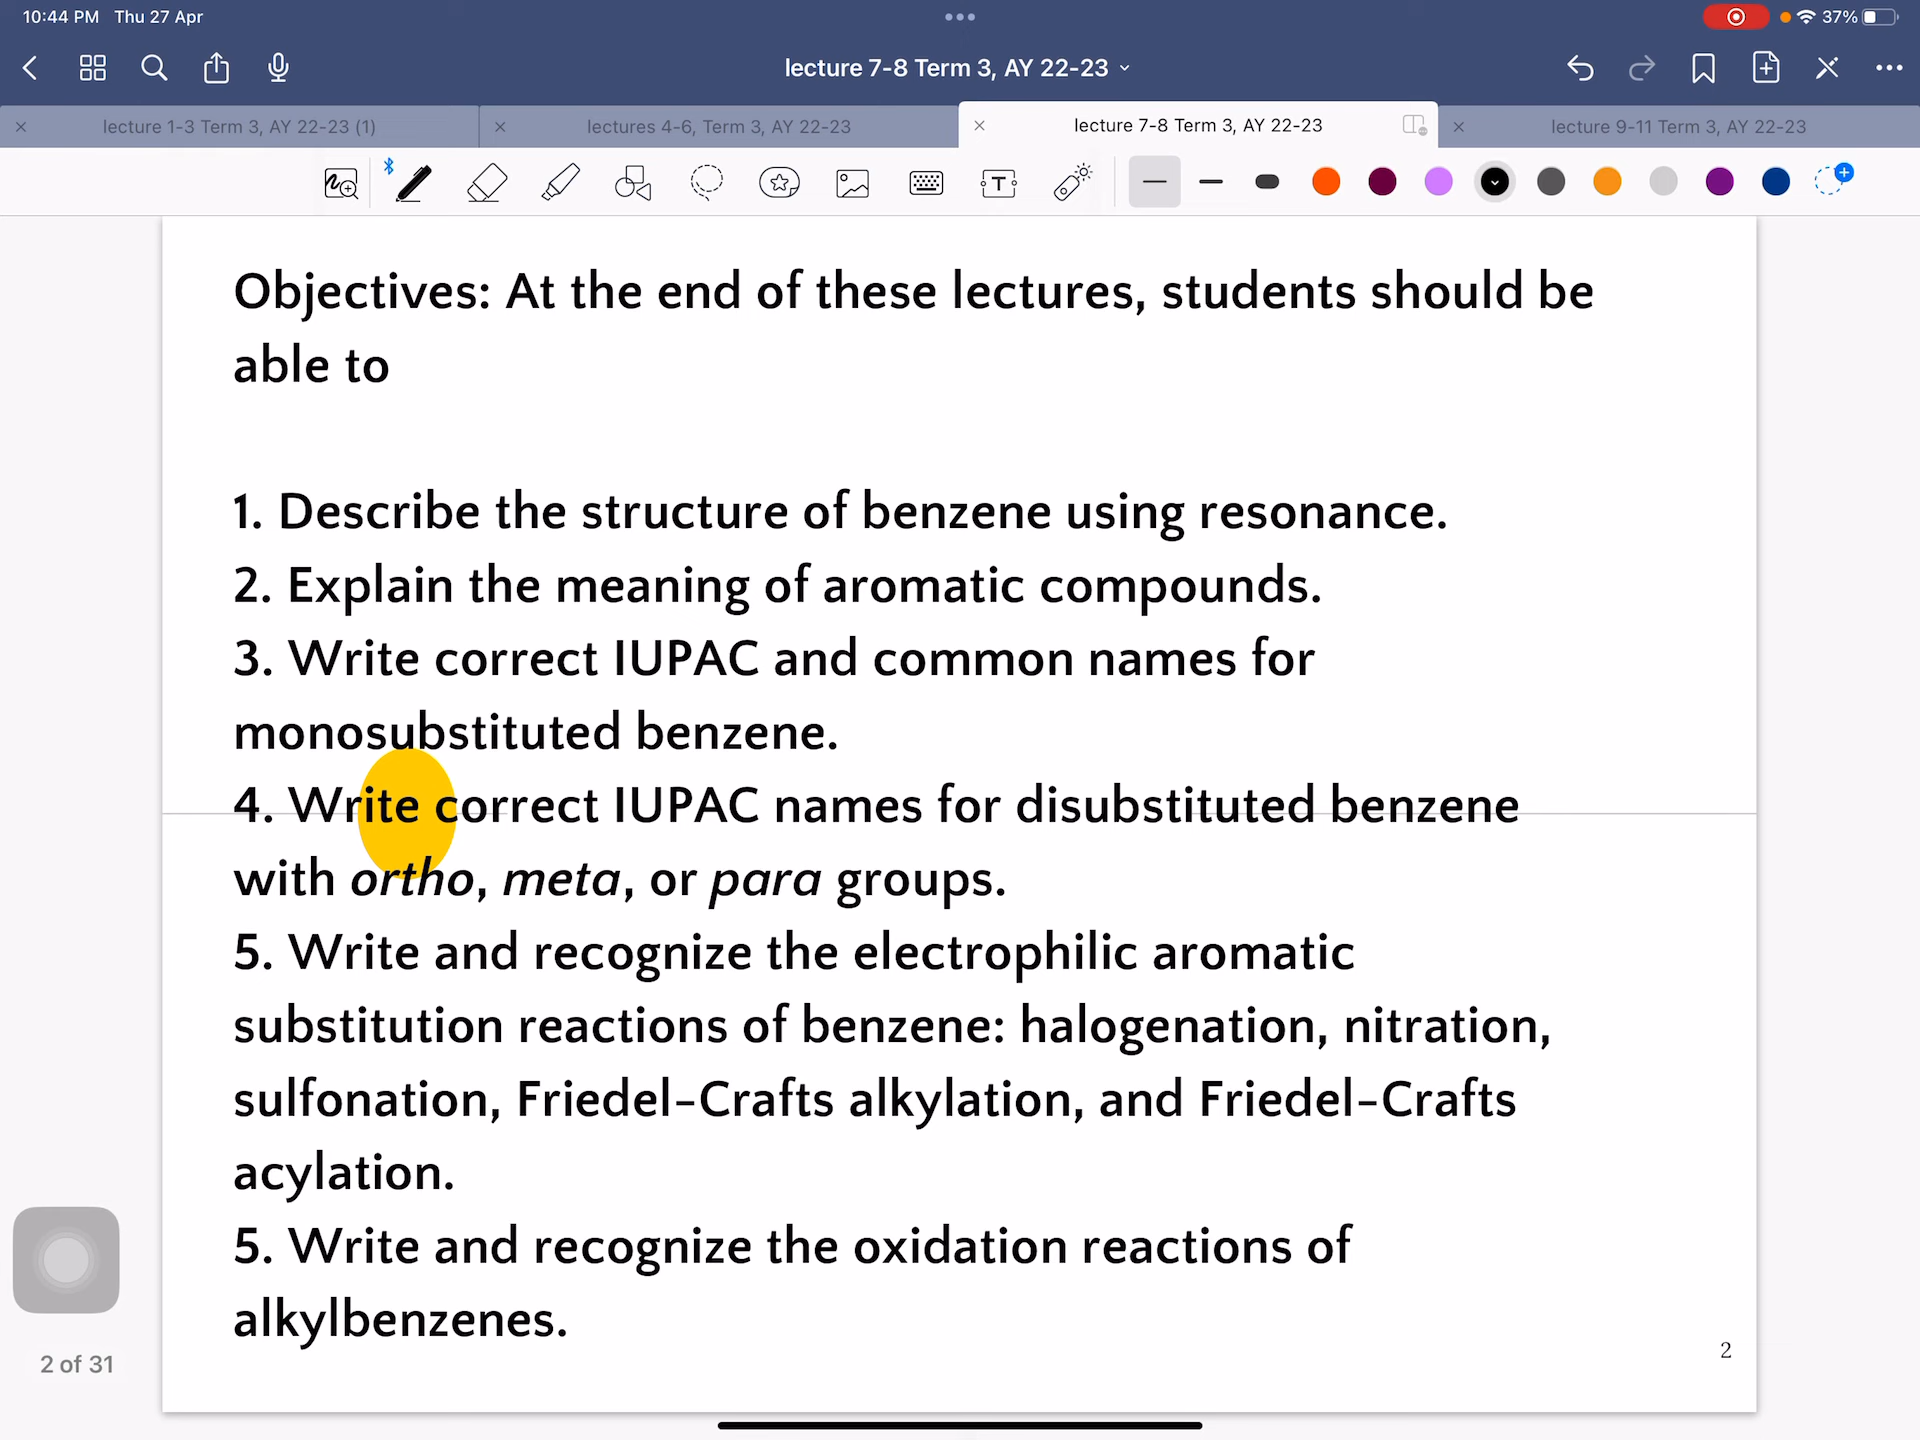 10:44 PM Thu 27 Apr
37%
lecture 7-8 Term 3, AY 22-23
lecture 1-3 Term 3, AY 22-23 (1)
lectures 4-6, Term 3, AY 22-23
lecture 7-8 Term 3, AY 22-23
lecture 9-11 Term 3, AY 22-23
Objectives: At the end of these lectures, students should be
able to
1. Describe the structure of benzene using resonance.
2. Explain the meaning of aromatic compounds.
3. Write correct IUPAC and common names for
monosubstituted benzene.
4. Write correct IUPAC names for disubstituted benzene
with ortho, meta, or para groups.
5. Write and recognize the electrophilic aromatic
substitution reactions of benzene: halogenation, nitration,
sulfonation, Friedel–Crafts alkylation, and Friedel–Crafts
acylation.
5. Write and recognize the oxidation reactions of
alkylbenzenes.
2 of 31
2